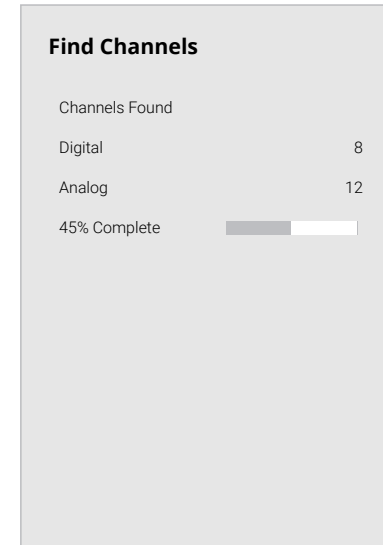 Find Channels
Channels Found
Digital 8
Analog 12
45% Complete